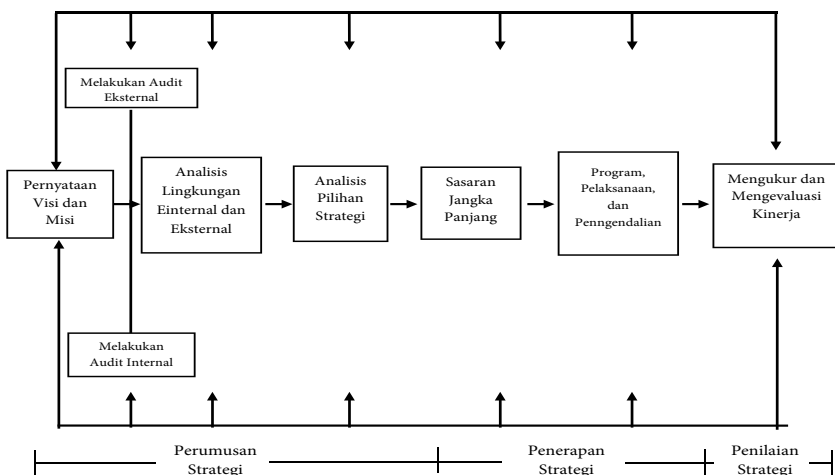 Melakukan Audit
Eksternal
Pernyataan
Visi dan
Misi
Analisis
Lingkungan
Einternal dan
Eksternal
Analisis
Pilihan
Strategi
Sasaran
Jangka
Panjang
Program,
Pelaksanaan,
dan
Penngendalian
Mengukur dan
Mengevaluasi
Kinerja
Melakukan
Audit Internal
Perumusan
Strategi
Penerapan
Strategi
Penilaian
Strategi